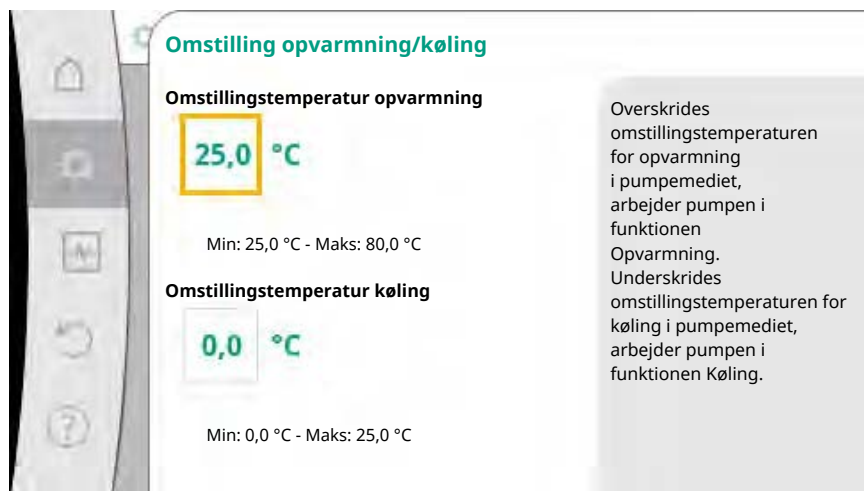 Omstilling opvarmning/køling
Omstillingstemperatur opvarmning
25,0 °C
Min: 25,0 °C - Maks: 80,0 °C
Omstillingstemperatur køling
0,0 °C
Min: 0,0 °C - Maks: 25,0 °C
Overskrides
omstillingstemperaturen
for opvarmning
i pumpemediet,
arbejder pumpen i
funktionen
Opvarmning.
Underskrides
omstillingstemperaturen for
køling i pumpemediet,
arbejder pumpen i
funktionen Køling.